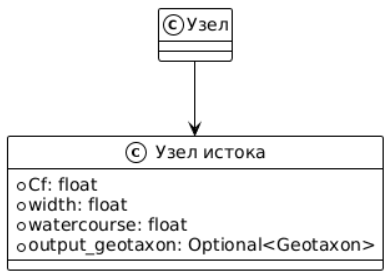 C Узел
C Узел истока
Cf: float
width: float
watercourse: float
output_geotaxon: Optional<Geotaxon>